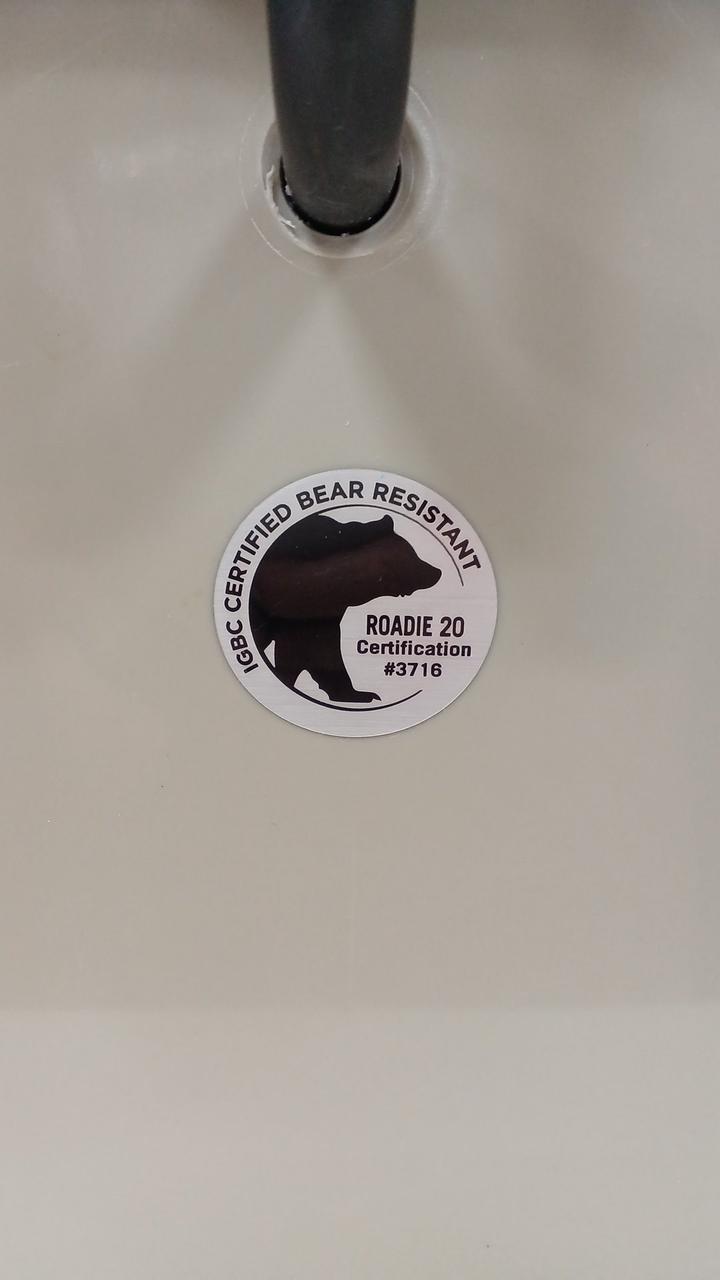 IGBC CERTIFIED BEAR RESISTANT
ROADIE 20
Certification
#3716